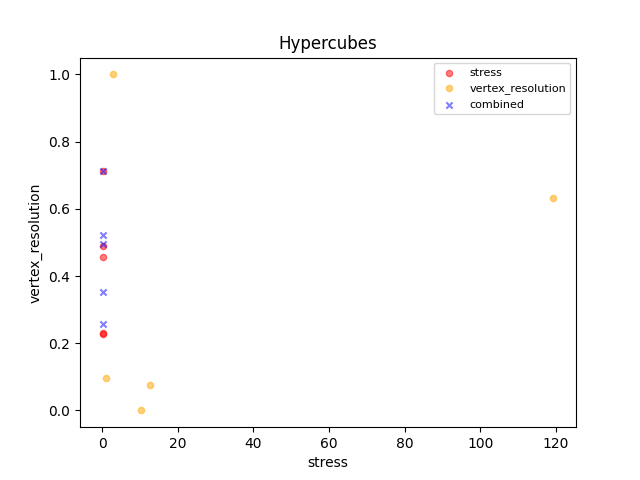 Hypercubes
stress
vertex_resolution
combined
1.0
0.8
0.6
0.4
0.2
0.0
vertex_resolution
0
20
40
60
80
100
120
stress